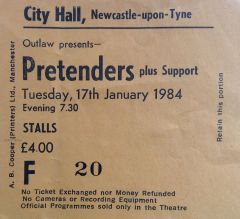 City Hall, Newcastle-upon-Tyne
Outlaw presents—
Pretenders plus Support
Tuesday, 17th January 1984
Evening 7.30
STALLS
£4.00
F 20
No Ticket Exchanged nor Money Refunded
No Cameras or Recording Equipment
Official Programmes sold only in the Theatre
A. B. Cooper (Printers) Ltd., Manchester
Retain this portion